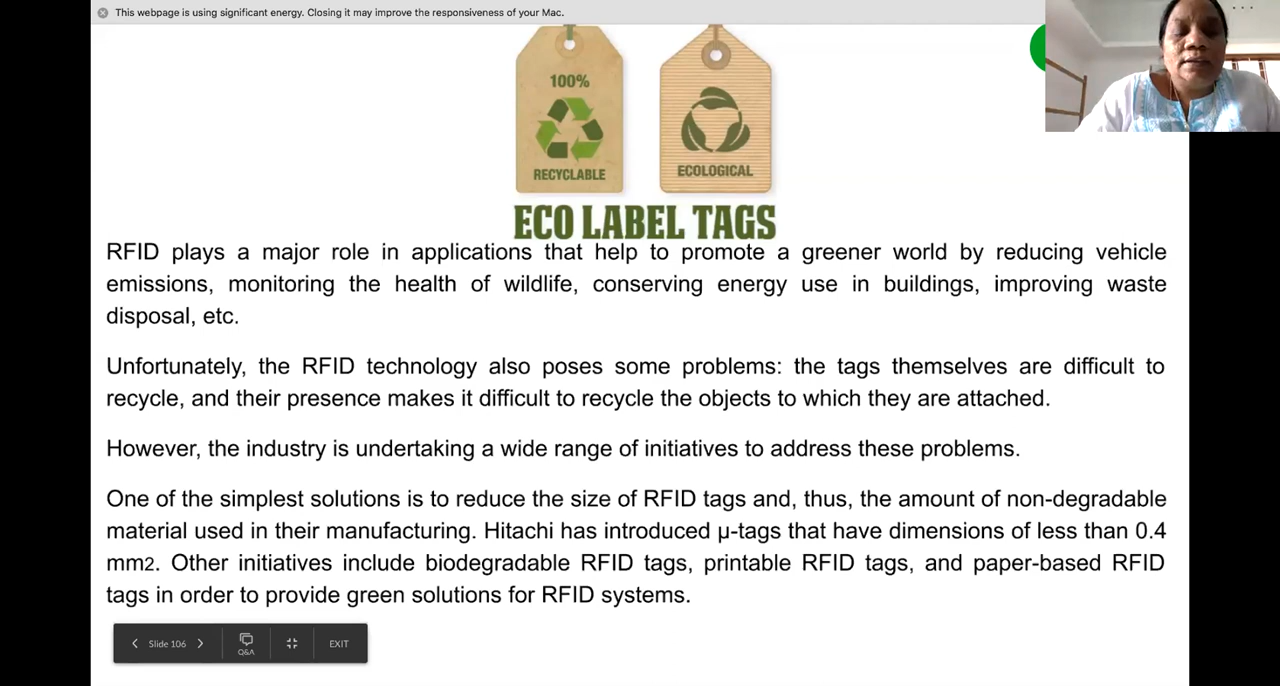 This webpage is using significant energy. Closing it may improve the responsiveness of your Mac.
100%
RECYCLABLE
ECOLOGICAL
ECO LABEL TAGS
RFID plays a major role in applications that help to promote a greener world by reducing vehicle
emissions, monitoring the health of wildlife, conserving energy use in buildings, improving waste
disposal, etc.
Unfortunately, the RFID technology also poses some problems: the tags themselves are difficult to
recycle, and their presence makes it difficult to recycle the objects to which they are attached.
However, the industry is undertaking a wide range of initiatives to address these problems.
One of the simplest solutions is to reduce the size of RFID tags and, thus, the amount of non-degradable
material used in their manufacturing. Hitachi has introduced μ-tags that have dimensions of less than 0.4
mm2. Other initiatives include biodegradable RFID tags, printable RFID tags, and paper-based RFID
tags in order to provide green solutions for RFID systems.
Slide 106
Q&A
EXIT